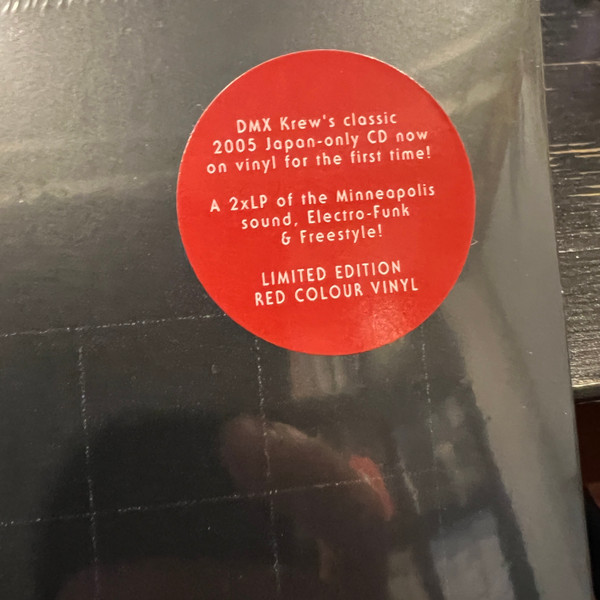 DMX Krew's classic
2005 Japan-only CD now
on vinyl for the first time!
A 2xLP of the Minneapolis
sound, Electro-Funk
& Freestyle!
LIMITED EDITION
RED COLOUR VINYL